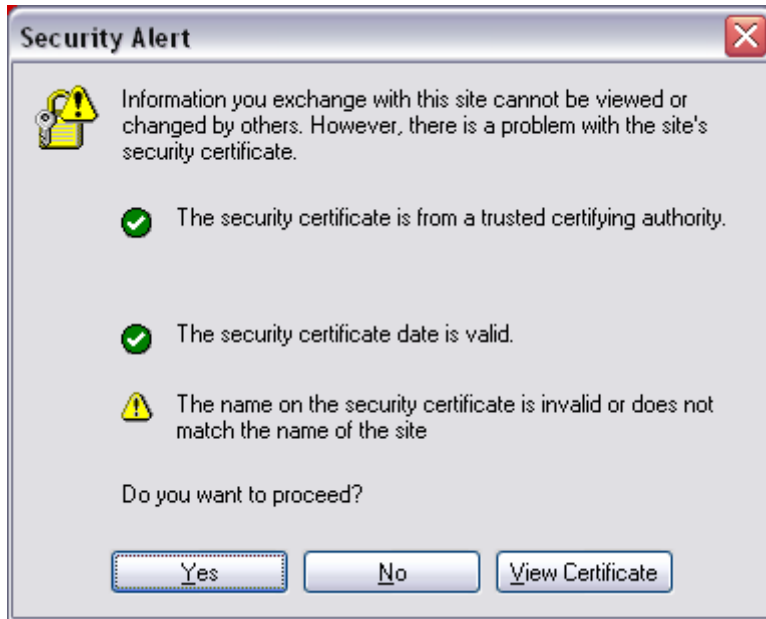 Security Alert
Information you exchange with this site cannot be viewed or
changed by others. However, there is a problem with the site's
security certificate.
The security certificate is from a trusted certifying authority.
The security certificate date is valid.
The name on the security certificate is invalid or does not
match the name of the site
Do you want to proceed?
Yes No View Certificate